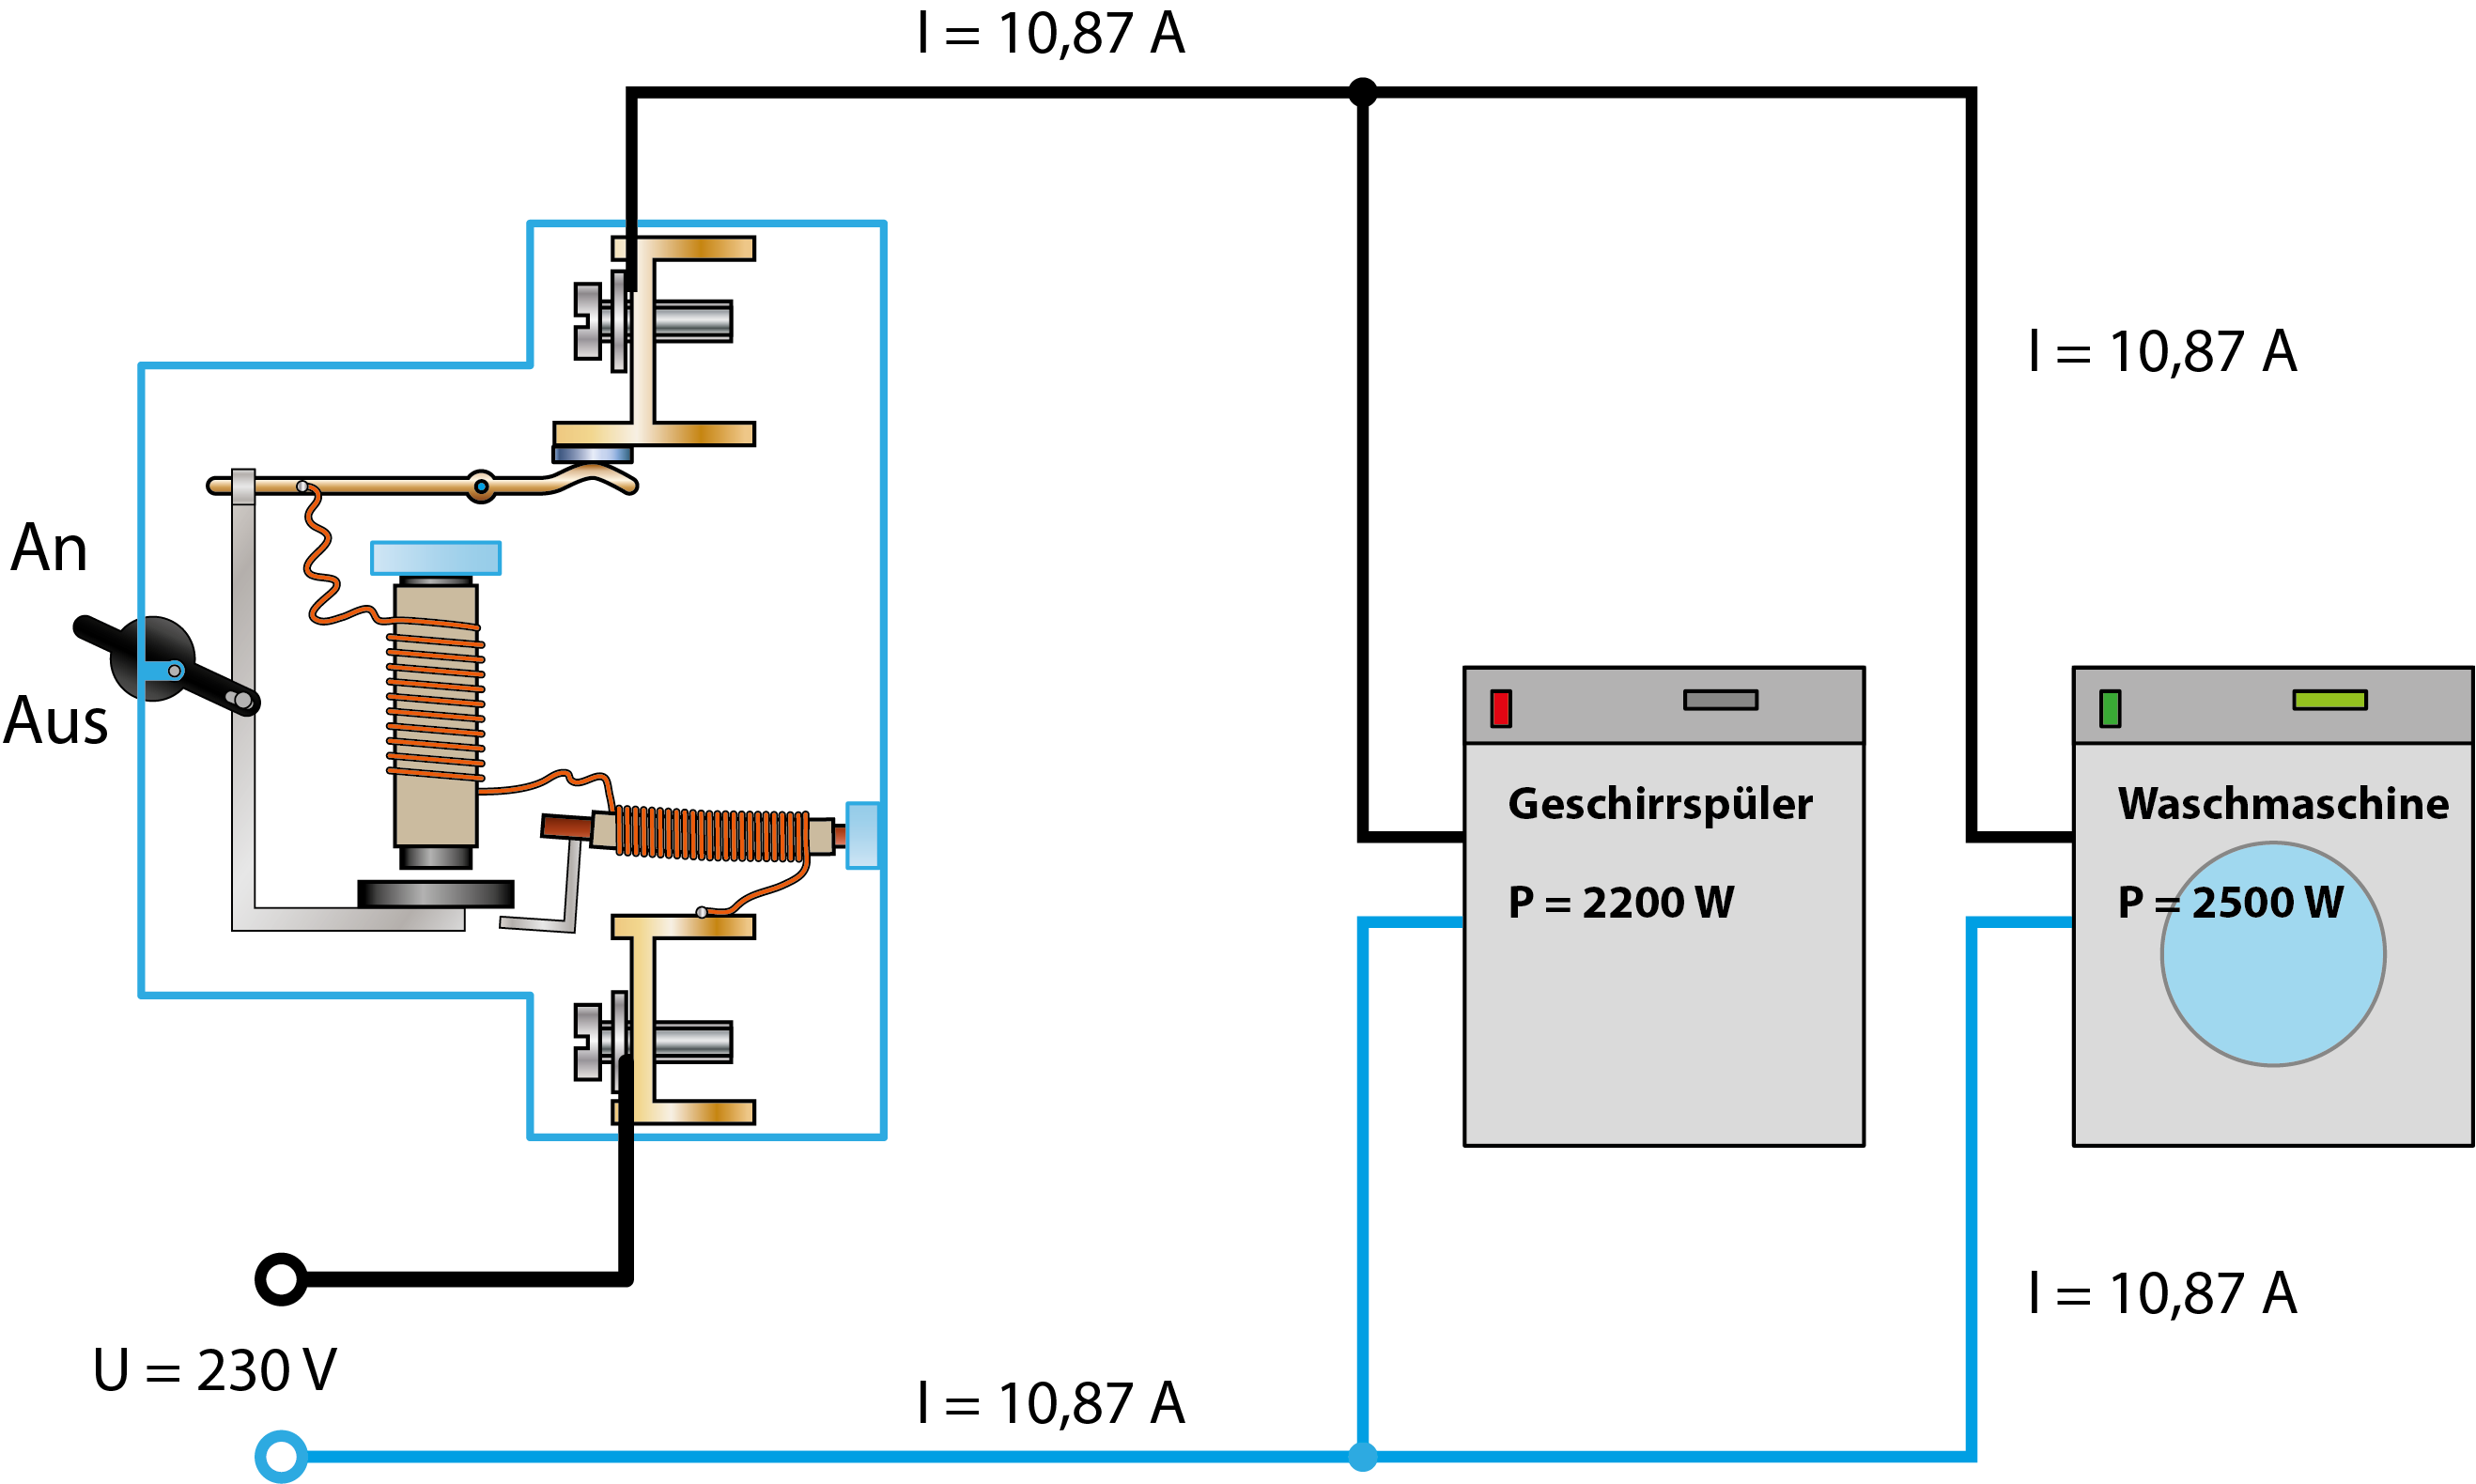 I = 10,87 A
I = 10,87 A
An
Aus
Geschirrspüler
P = 2200 W
Waschmaschine
P = 2500 W
I = 10,87 A
U = 230 V
I = 10,87 A